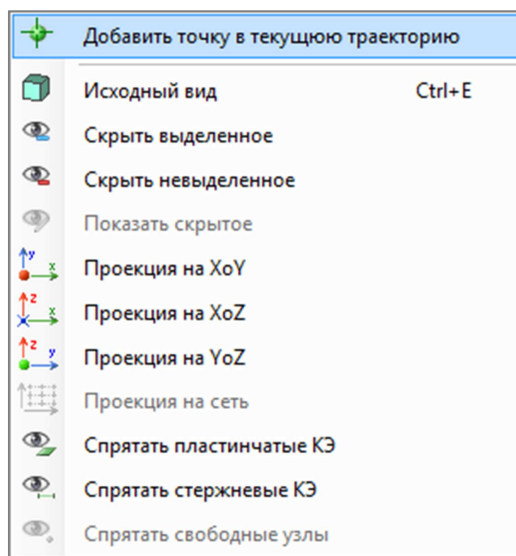 Добавить точку в текущюю траекторию
Исходный вид Ctrl+E
Скрыть выделенное
Скрыть невыделенное
Показать скрытое
y x Проекция на XoY
z x Проекция на XoZ
z y Проекция на YoZ
Проекция на сеть
Спрятать пластинчатые КЭ
Спрятать стержневые КЭ
Спрятать свободные узлы